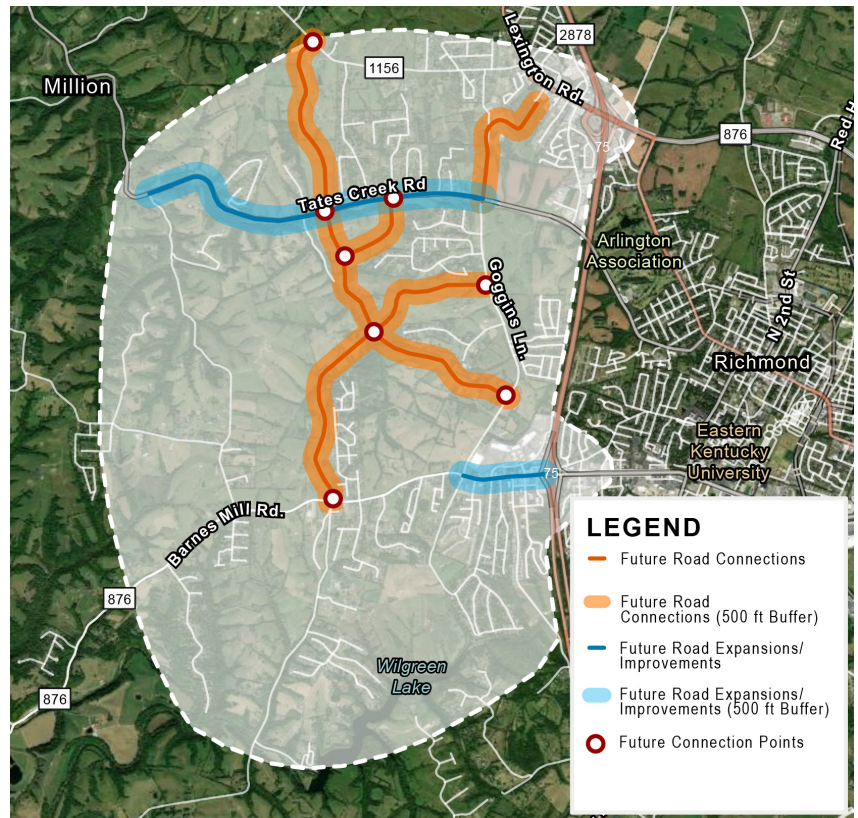 Lexington Rd.
2878
1156
Million
876
Red H
75
Tates Creek Rd
Arlington
Association
Goggins Ln.
N 2nd St
Richmond
Eastern
Kentucky
University
75
Barnes Mill Rd.
876
Wilgreen
Lake
876
LEGEND
Future Road Connections
Future Road
Connections (500 ft Buffer)
Future Road Expansions/
Improvements
Future Road Expansions/
Improvements (500 ft Buffer)
Future Connection Points